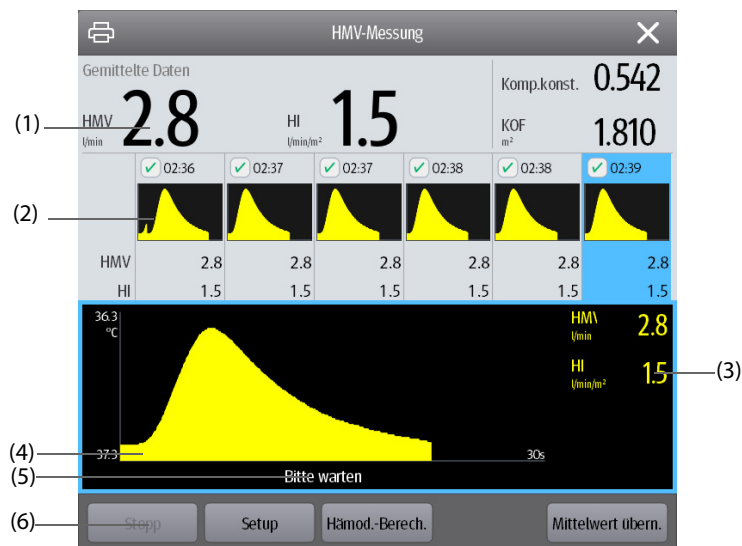 HMV-Messung
Gemittelte Daten
HMV 2.8
l/min
HI 1.5
l/min/m²
Komp.konst. 0.542
KOF 1.810
m²
(1)
02:36 02:37 02:37 02:38 02:38 02:39
(2)
HMV 2.8 2.8 2.8 2.8 2.8 2.8
HI 1.5 1.5 1.5 1.5 1.5 1.5
36.3
°C
HM\ 2.8
l/min
HI 1.5
l/min/m²
(3)
(4)
37.3
30s
(5)
Bitte warten
(6)
Stopp Setup Hämod.-Berech. Mittelwert übern.